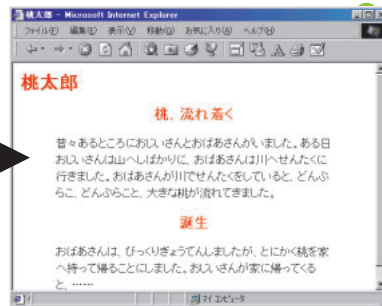 桃太郎 - Microsoft Internet Explorer
ファイル(F) 編集(E) 表示(V) 移動(G) お気に入り(A) ヘルプ(H)
桃太郎
桃、流れ着く
昔々あるところにおじいさんとおばあさんがいました。ある日
おじいさんは山へしばかりに、おばあさんは川へせんたくに
行きました。おばあさんが川でせんたくをしていると、どんぶ
らこ、どんぶらこと、大きな桃が流れてきました。
誕生
おばあさんは、びっくりぎょうてんしましたが、とにかく桃を家
へ持って帰ることにしました。おじいさんが家に帰ってくる
と、……
マイ コンピュータ